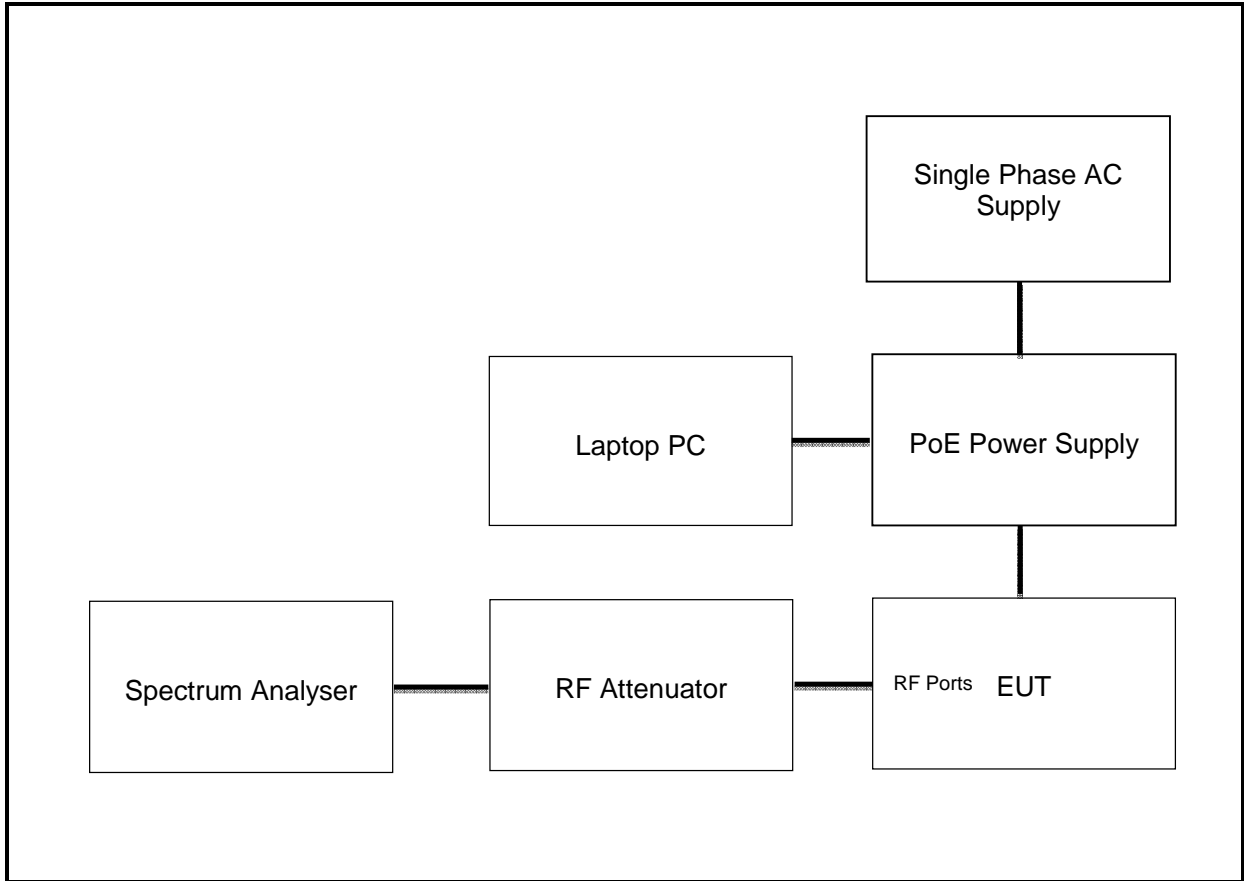 Single Phase AC
Supply
Laptop PC
PoE Power Supply
Spectrum Analyser
RF Attenuator
RF Ports
EUT